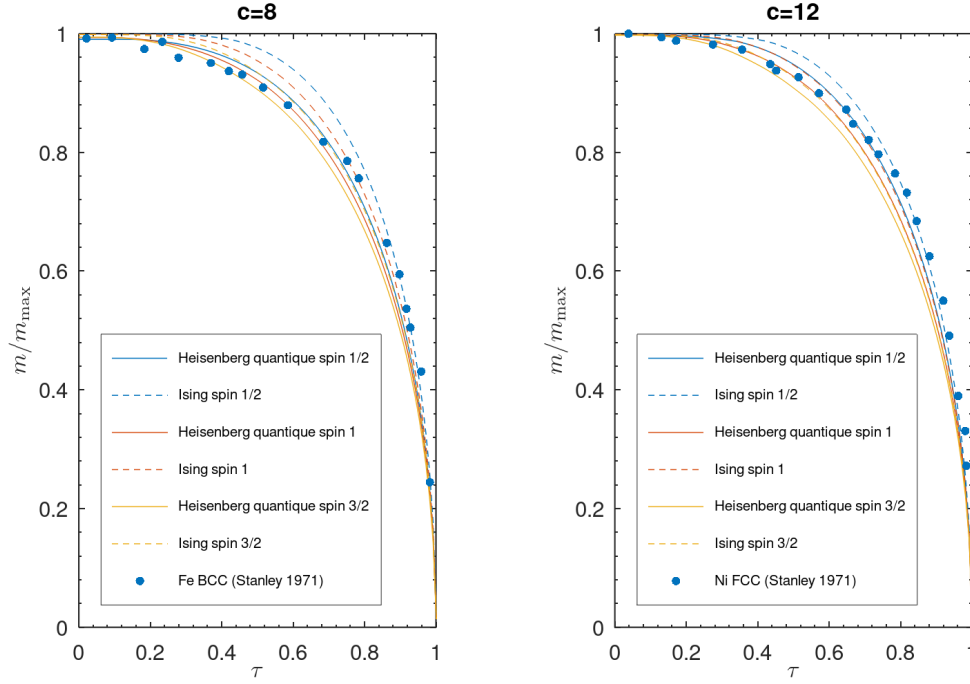 c=8
1
0.8
0.6
0.4
0.2
0
m/m_max
Heisenberg quantique spin 1/2
Ising spin 1/2
Heisenberg quantique spin 1
Ising spin 1
Heisenberg quantique spin 3/2
Ising spin 3/2
Fe BCC (Stanley 1971)
0 0.2 0.4 0.6 0.8 1
τ
c=12
1
0.8
0.6
0.4
0.2
0
m/m_max
Heisenberg quantique spin 1/2
Ising spin 1/2
Heisenberg quantique spin 1
Ising spin 1
Heisenberg quantique spin 3/2
Ising spin 3/2
Ni FCC (Stanley 1971)
0 0.2 0.4 0.6 0.8 1
τ